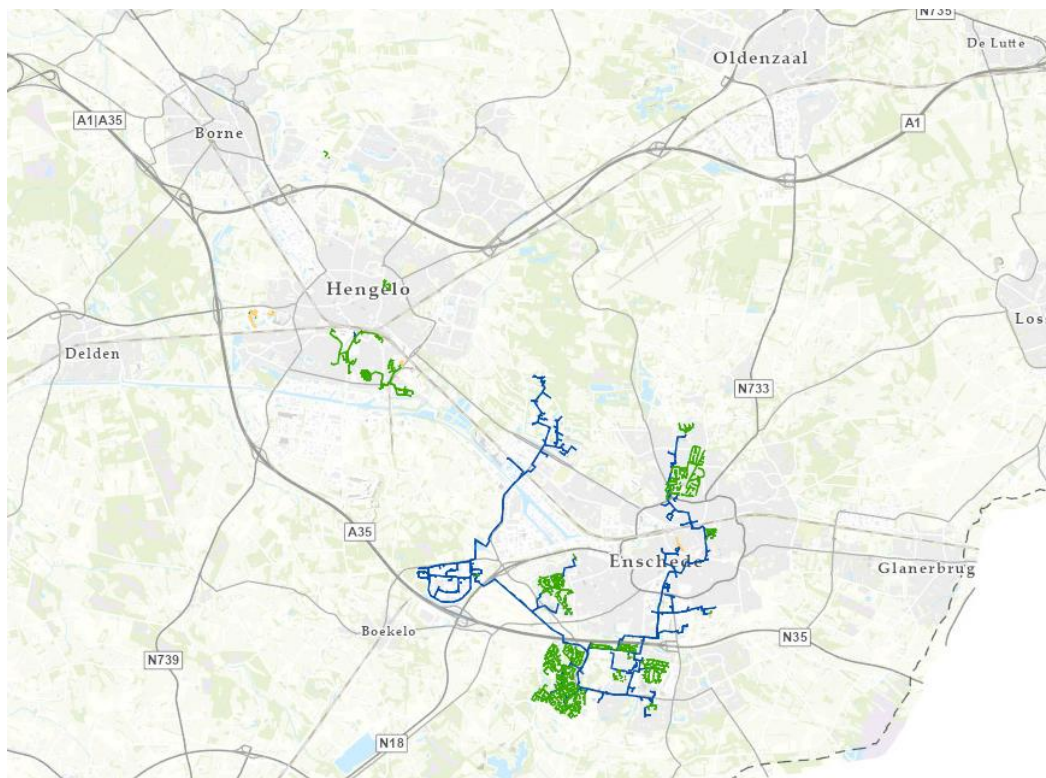 N735
De Lutte
Oldenzaal
A1|A35
Borne
A1
Hengelo
Delden
Los
N733
A35
Enschede
Glanerbrug
Boekelo
N35
N739
N18